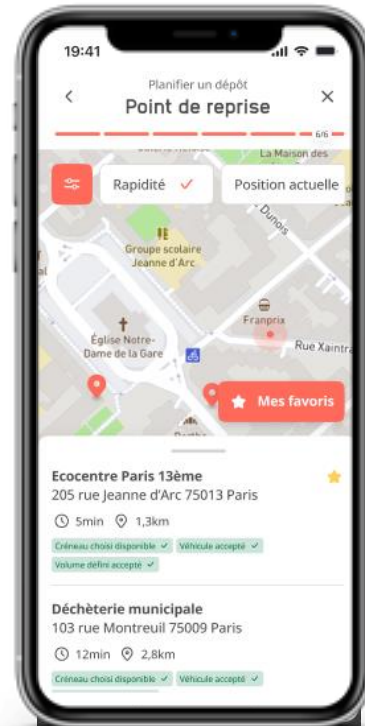 19:41
Planifier un dépôt
Point de reprise
6/6
La Maison des
Rapidité
Position actuelle
Dunois
Groupe scolaire
Jeanne d'Arc
Franprix
Église Notre-
Dame de la Gare
Rue Xaintra
Mes favoris
Ecocentre Paris 13ème
205 rue Jeanne d'Arc 75013 Paris
5min 1,3km
Créneau choisi disponible Véhicule accepté
Volume défini accepté
Déchèterie municipale
103 rue Montreuil 75009 Paris
12min 2,8km
Créneau choisi disponible Véhicule accepté